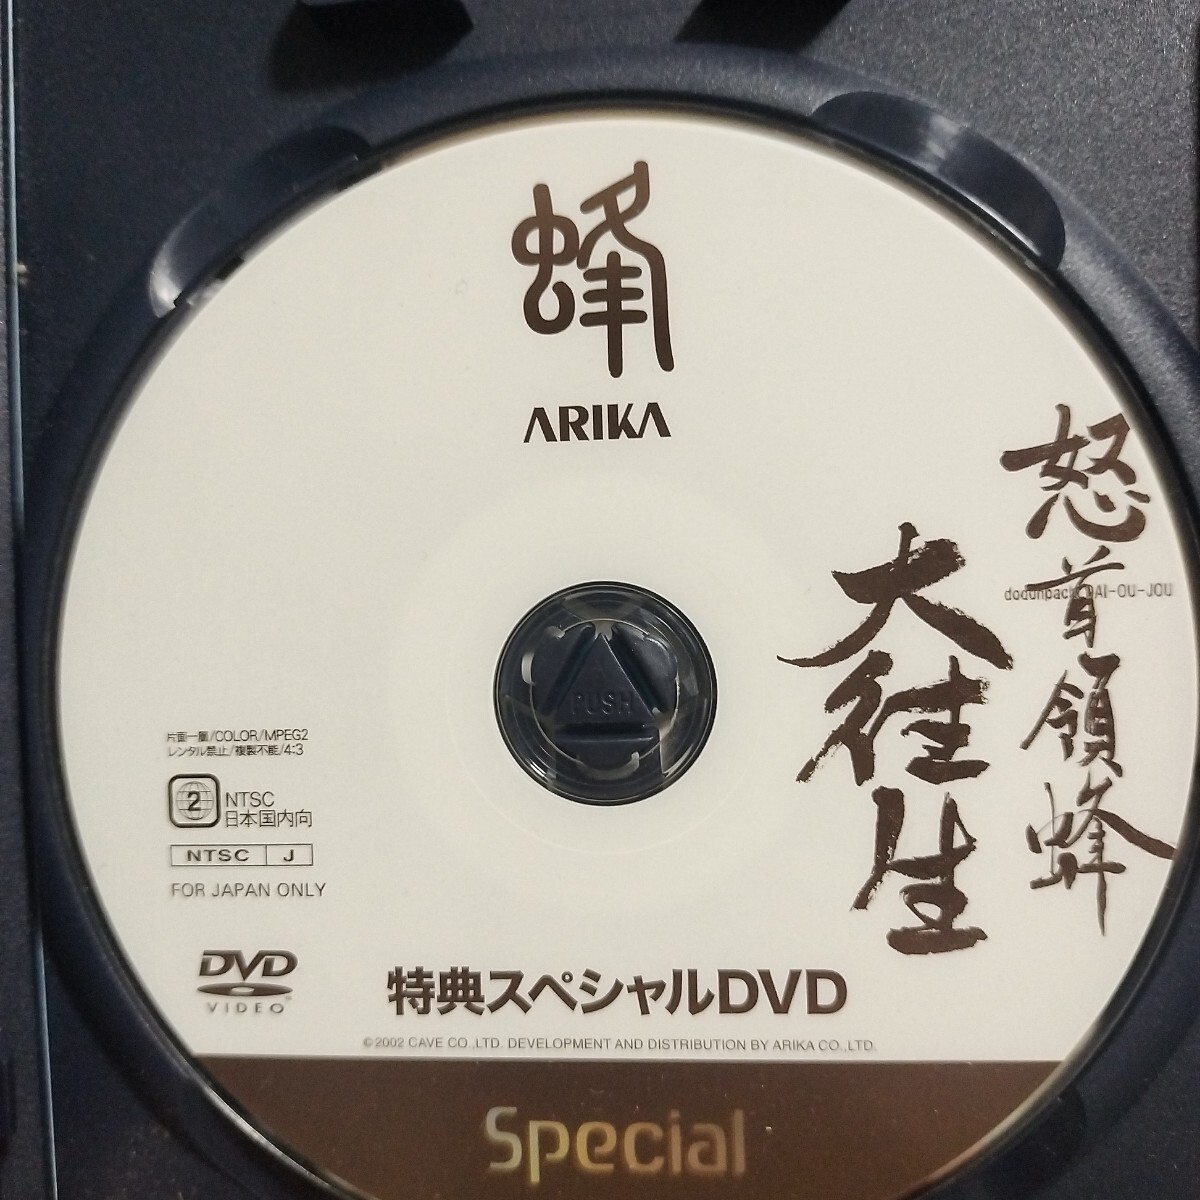 蜂
ARIKA
怒首領蜂
dodonpachi DAI-OU-JOU
大往生
PUSH
片面一層/COLOR/MPEG2
レンタル禁止/複製不能/4:3
2
NTSC
日本国内向
NTSC J
FOR JAPAN ONLY
DVD
VIDEO
TM
特典スペシャルDVD
©2002 CAVE CO.,LTD. DEVELOPMENT AND DISTRIBUTION BY ARIKA CO.,LTD.
Special